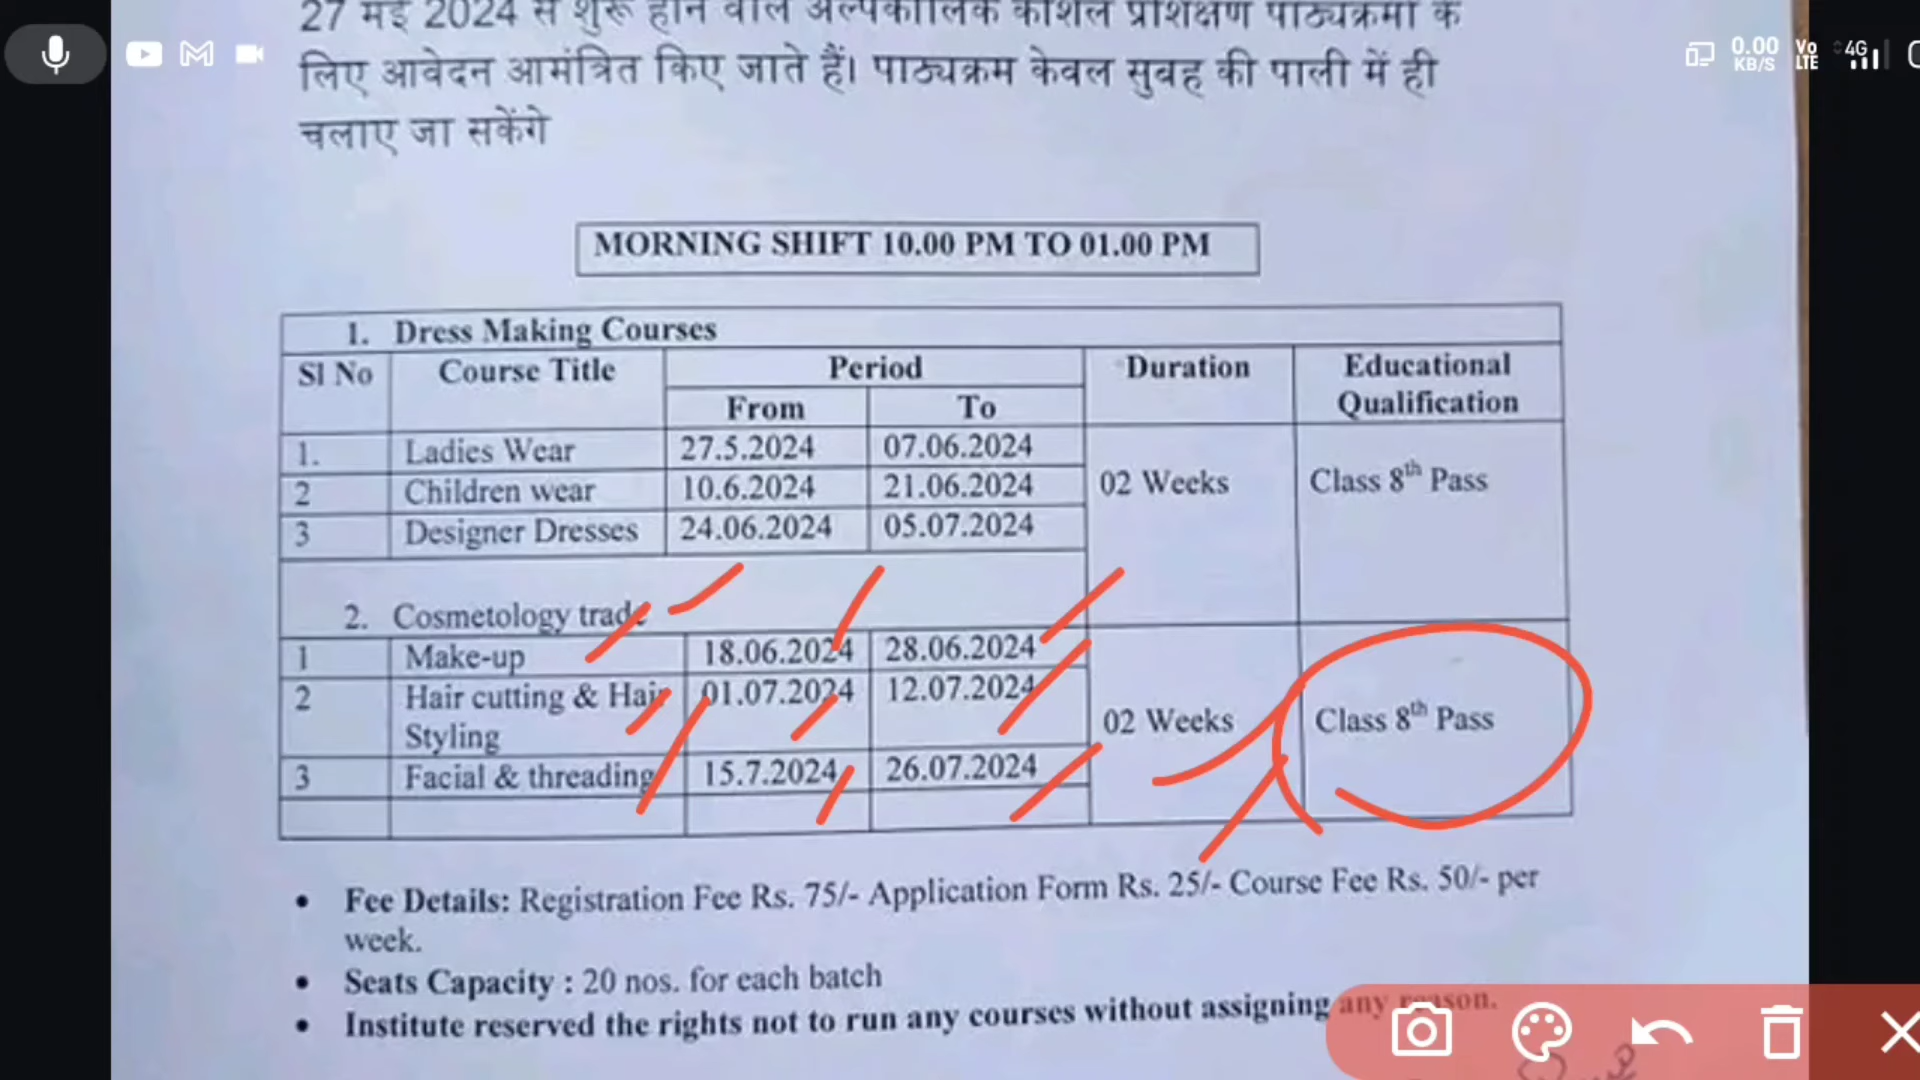 27 मई 2024 से शुरू होने वाले अल्पकालिक कौशल प्रशिक्षण पाठ्यक्रमों के
लिए आवेदन आमंत्रित किए जाते हैं। पाठ्यक्रम केवल सुबह की पाली में ही
चलाए जा सकेंगे
0.00 KB/S
Vo LTE
4G
MORNING SHIFT 10.00 PM TO 01.00 PM
1. Dress Making Courses
Sl No Course Title Period Duration Educational Qualification
From To
1. Ladies Wear 27.5.2024 07.06.2024
2 Children wear 10.6.2024 21.06.2024 02 Weeks Class 8th Pass
3 Designer Dresses 24.06.2024 05.07.2024
2. Cosmetology trade
1 Make-up 18.06.2024 28.06.2024
2 Hair cutting & Hair 01.07.2024 12.07.2024
Styling 02 Weeks Class 8th Pass
3 Facial & threading 15.7.2024 26.07.2024
• Fee Details: Registration Fee Rs. 75/- Application Form Rs. 25/- Course Fee Rs. 50/- per
week.
• Seats Capacity : 20 nos. for each batch
• Institute reserved the rights not to run any courses without assigning any reason.